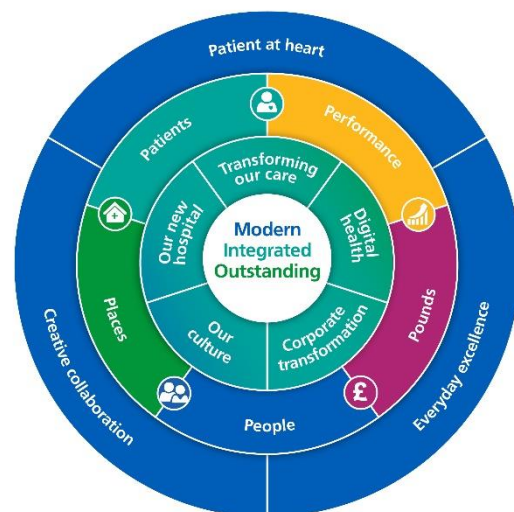 Patient at heart
Everyday excellence
Creative collaboration
Patients
Performance
Pounds
£
People
Places
Transforming
our care
Digital
health
Corporate
transformation
Our
culture
Our new
hospital
Modern
Integrated
Outstanding